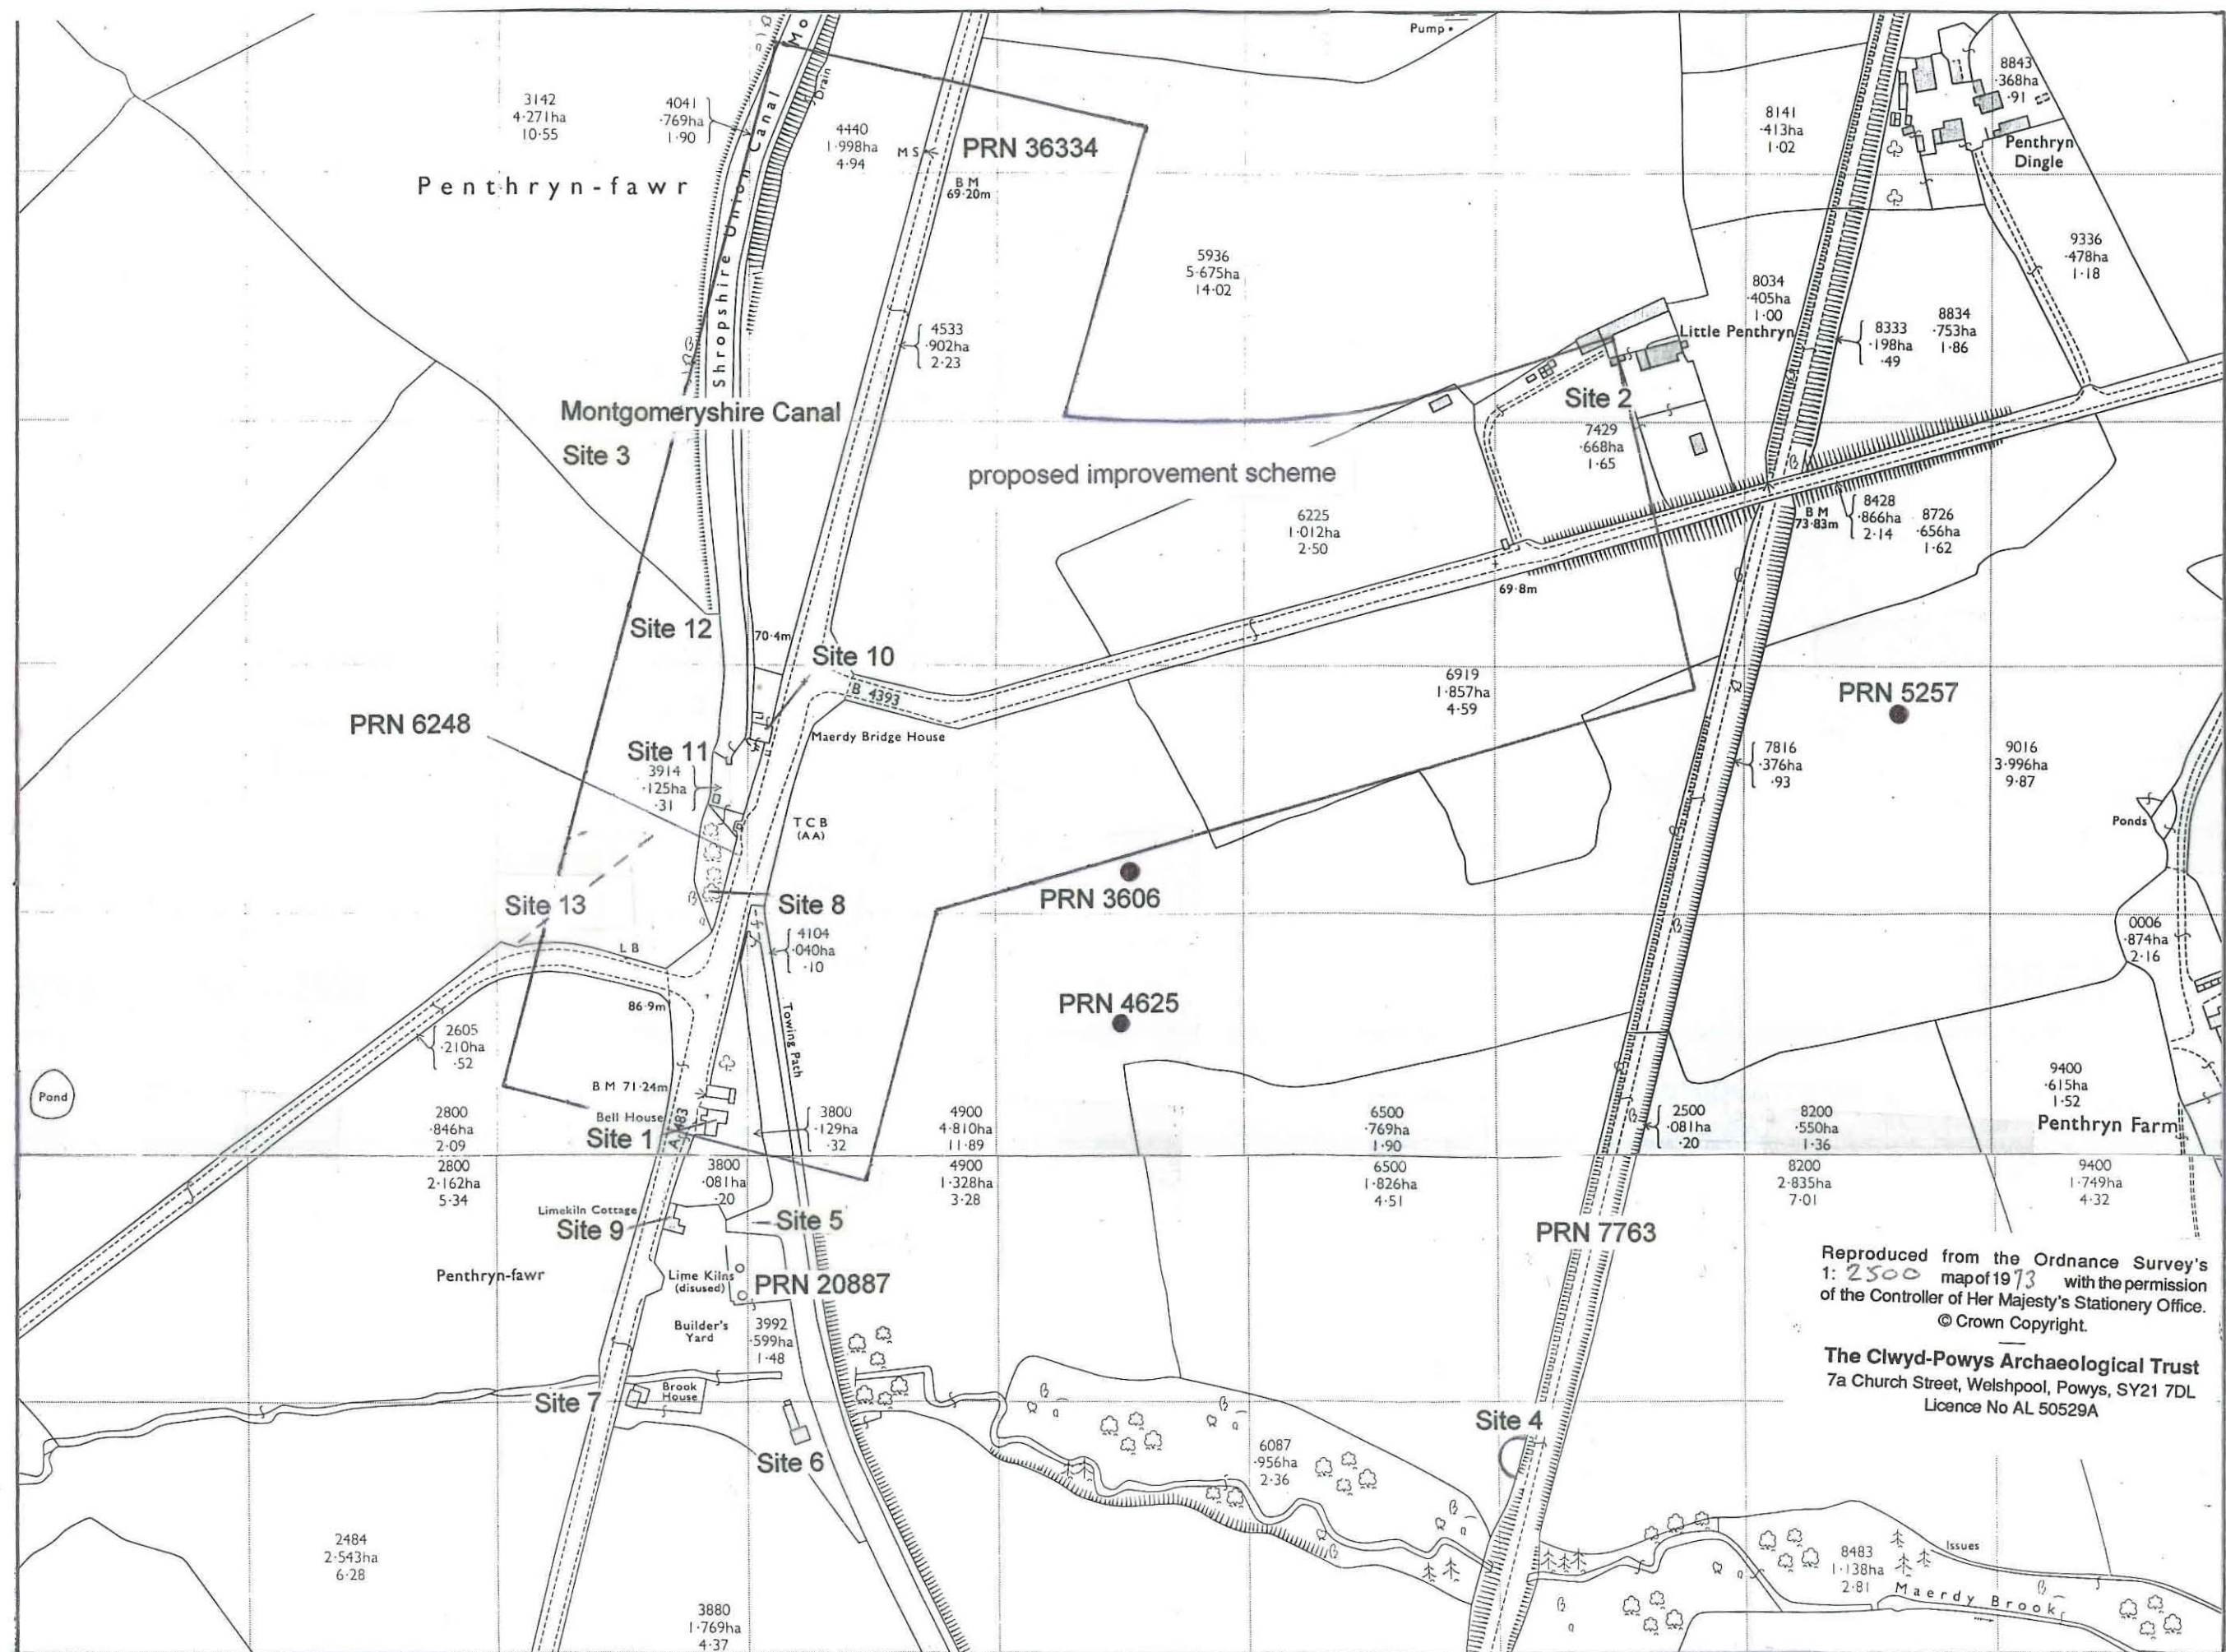 Pump
3142
4·271ha
10·55
4041
·769ha
1·90
Drain
4440
1·998ha
4·94
MS
PRN 36334
BM
69·20m
Penthryn-fawr
Shropshire Union Canal
Mo
8843
·368ha
·91
8141
·413ha
1·02
Penthryn
Dingle
9336
·478ha
1·18
5936
5·675ha
14·02
8034
·405ha
1·00
Little Penthryn
8333
·198ha
·49
8834
·753ha
1·86
4533
·902ha
2·23
Montgomeryshire Canal
Site 3
Site 2
7429
·668ha
1·65
proposed improvement scheme
6225
1·012ha
2·50
BM
73·83m
8428
·866ha
2·14
8726
·656ha
1·62
69·8m
Site 12
70·4m
Site 10
B 4393
6919
1·857ha
4·59
PRN 5257
PRN 6248
Maerdy Bridge House
Site 11
3914
·125ha
·31
7816
·376ha
·93
9016
3·996ha
9·87
TCB
(AA)
Ponds
PRN 3606
Site 13
Site 8
LB
4104
·040ha
·10
0006
·874ha
2·16
86·9m
Towing Path
PRN 4625
2605
·210ha
·52
Pond
BM 71·24m
Bell House
Site 1
A 483
2800
·846ha
2·09
3800
·129ha
·32
4900
4·810ha
11·89
6500
·769ha
1·90
2500
·081ha
·20
8200
·550ha
1·36
9400
·615ha
1·52
Penthryn Farm
2800
2·162ha
5·34
3800
·081ha
·20
4900
1·328ha
3·28
6500
1·826ha
4·51
8200
2·835ha
7·01
9400
1·749ha
4·32
Limekiln Cottage
Site 9
Site 5
PRN 7763
Penthryn-fawr
Lime Kilns
(disused)
PRN 20887
Builder's
Yard
3992
·599ha
1·48
Reproduced from the Ordnance Survey's
1: 2500 map of 1973 with the permission
of the Controller of Her Majesty's Stationery Office.
© Crown Copyright.
The Clwyd-Powys Archaeological Trust
7a Church Street, Welshpool, Powys, SY21 7DL
Licence No AL 50529A
Site 7
Brook
House
Site 6
Site 4
6087
·956ha
2·36
2484
2·543ha
6·28
8483
1·138ha
2·81
Issues
Maerdy Brook
3880
1·769ha
4·37